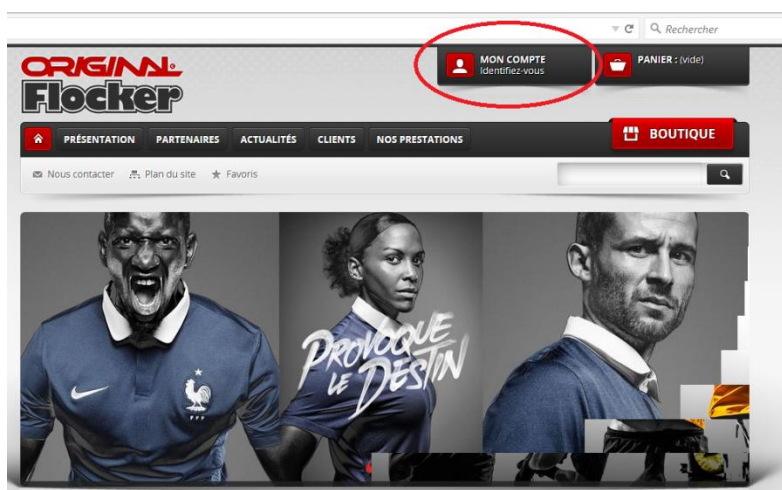 Rechercher
ORIGINAL
Flocker
MON COMPTE
Identifiez-vous
PANIER : (vide)
PRÉSENTATION PARTENAIRES ACTUALITÉS CLIENTS NOS PRESTATIONS
BOUTIQUE
Nous contacter Plan du site Favoris
PROVOQUE
LE DESTIN